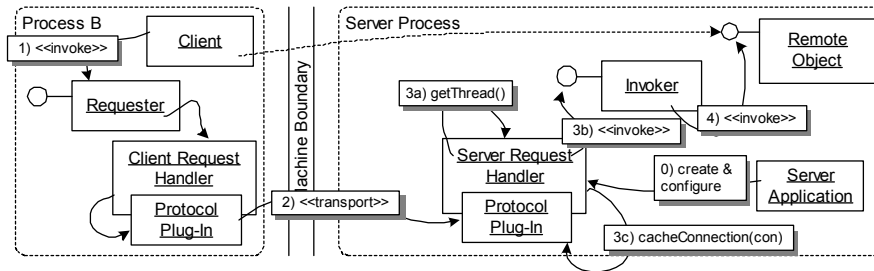 Process B
Server Process
1) <<invoke>>
Client
Remote
Object
Requester
Machine Boundary
3a) getThread()
Invoker
3b) <<invoke>>
4) <<invoke>>
Client Request
Handler
Server Request
Handler
0) create &
configure
Server
Application
Protocol
Plug-In
2) <<transport>>
Protocol
Plug-In
3c) cacheConnection(con)